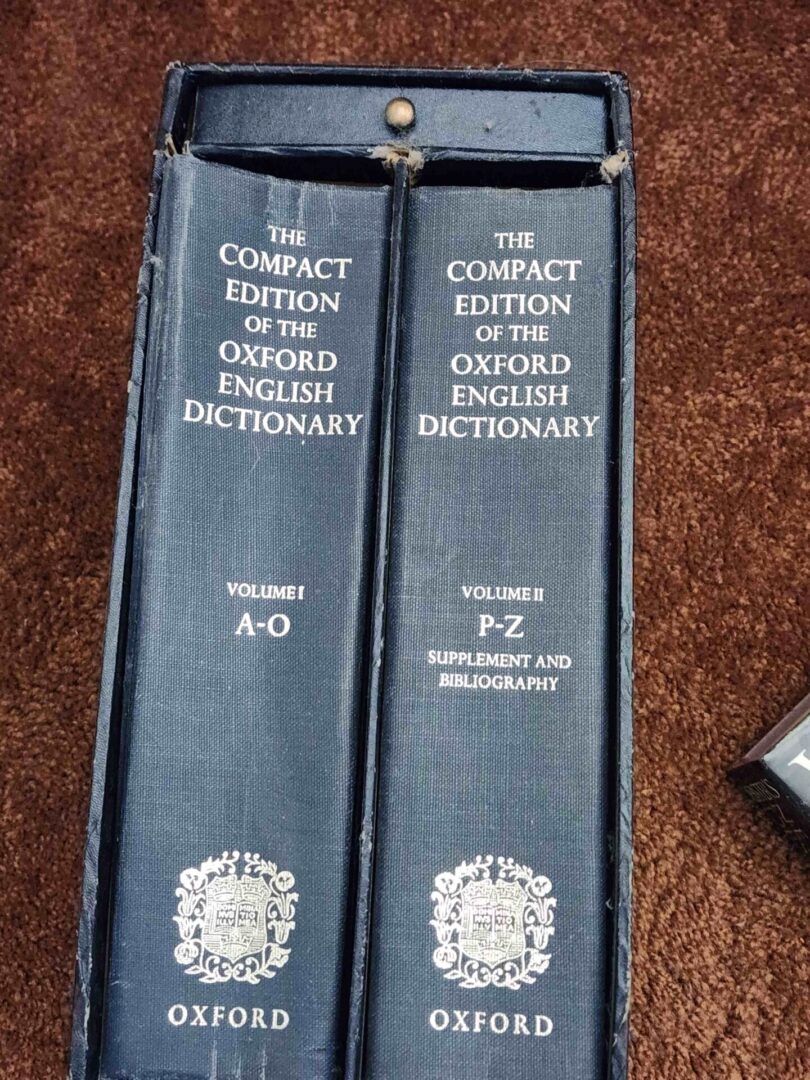 THE
COMPACT
EDITION
OF THE
OXFORD
ENGLISH
DICTIONARY
VOLUME I
A-O
OXFORD
THE
COMPACT
EDITION
OF THE
OXFORD
ENGLISH
DICTIONARY
VOLUME II
P-Z
SUPPLEMENT AND
BIBLIOGRAPHY
OXFORD